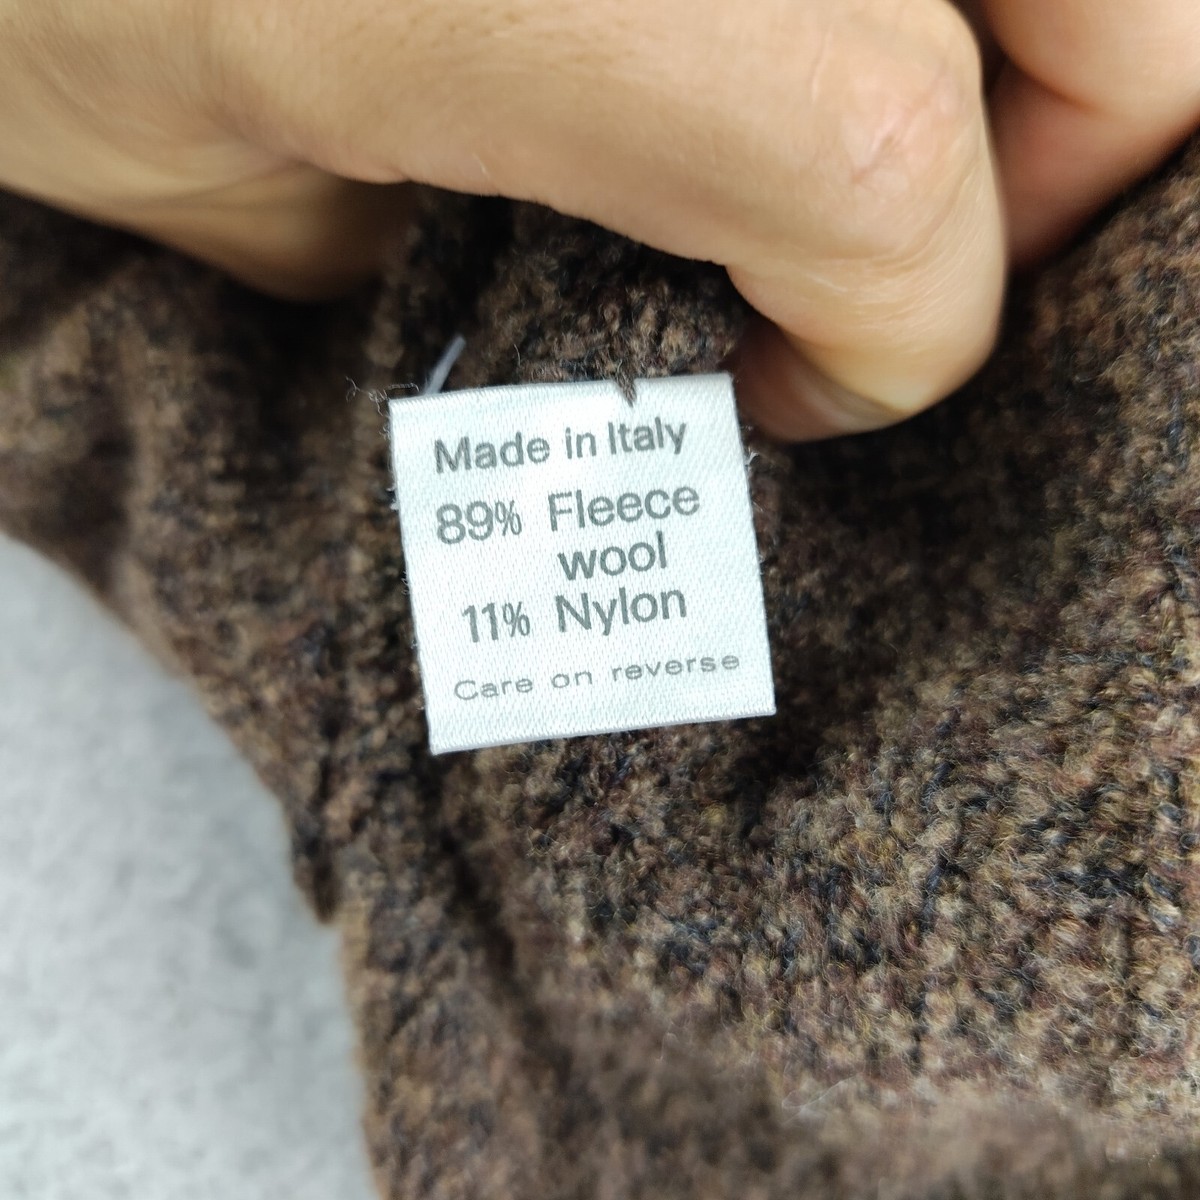 Made in Italy
89% Fleece
wool
11% Nylon
Care on reverse